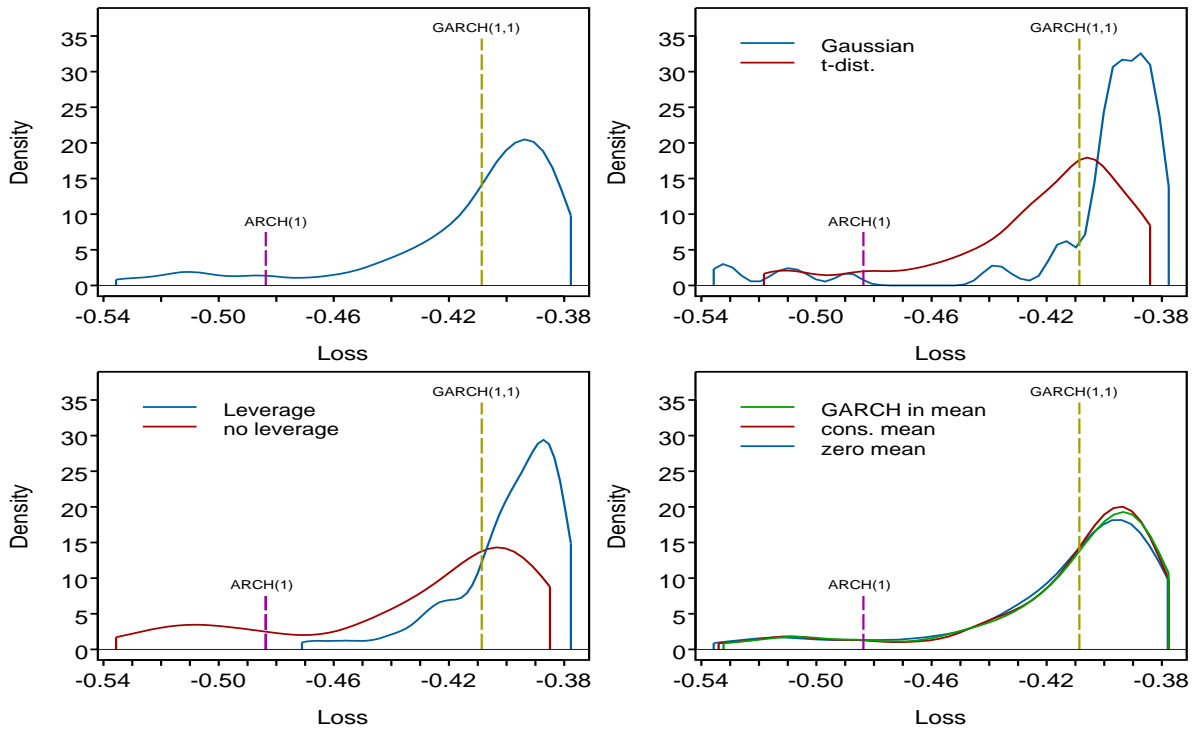 GARCH(1,1)
ARCH(1)
Density
35
30
25
20
15
10
5
0
-0.54
-0.50
-0.46
-0.42
-0.38
Loss
GARCH(1,1)
Gaussian
t-dist.
ARCH(1)
Density
35
30
25
20
15
10
5
0
-0.54
-0.50
-0.46
-0.42
-0.38
Loss
GARCH(1,1)
Leverage
no leverage
ARCH(1)
Density
35
30
25
20
15
10
5
0
-0.54
-0.50
-0.46
-0.42
-0.38
Loss
GARCH(1,1)
GARCH in mean
cons. mean
zero mean
ARCH(1)
Density
35
30
25
20
15
10
5
0
-0.54
-0.50
-0.46
-0.42
-0.38
Loss